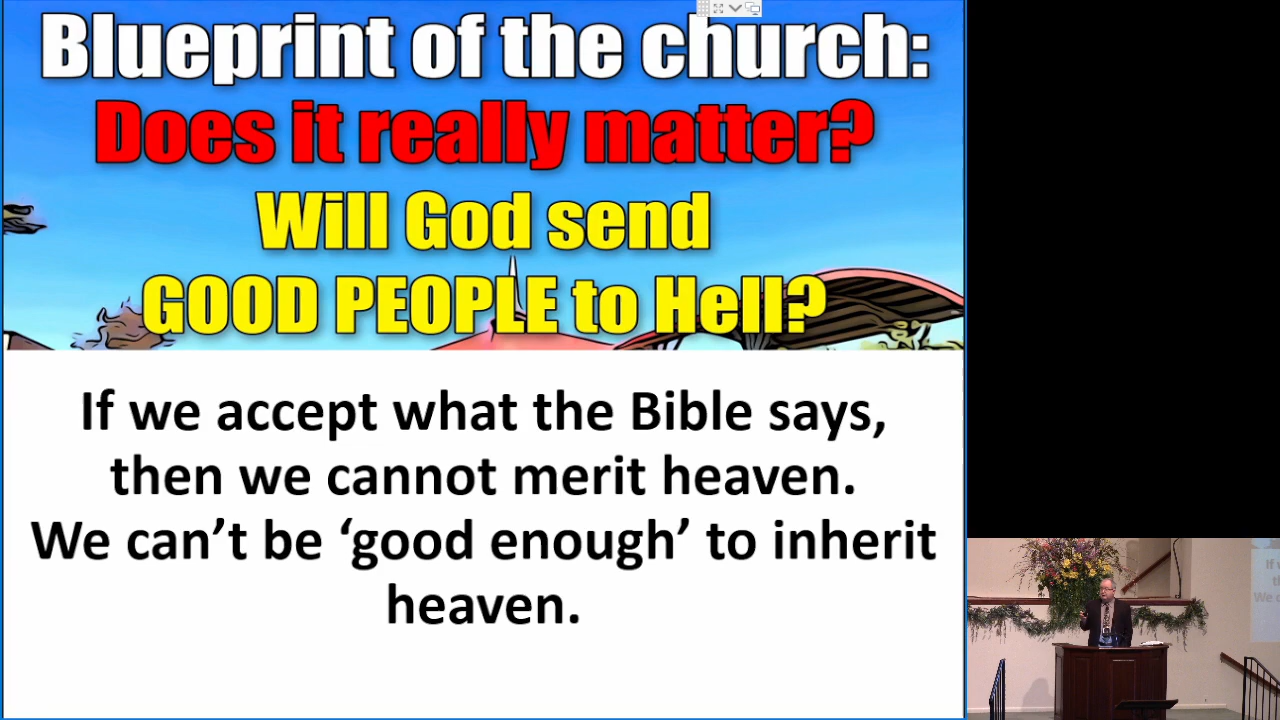 Blueprint of the church:
Does it really matter?
Will God send
GOOD PEOPLE to Hell?
If we accept what the Bible says,
then we cannot merit heaven.
We can’t be ‘good enough’ to inherit
heaven.